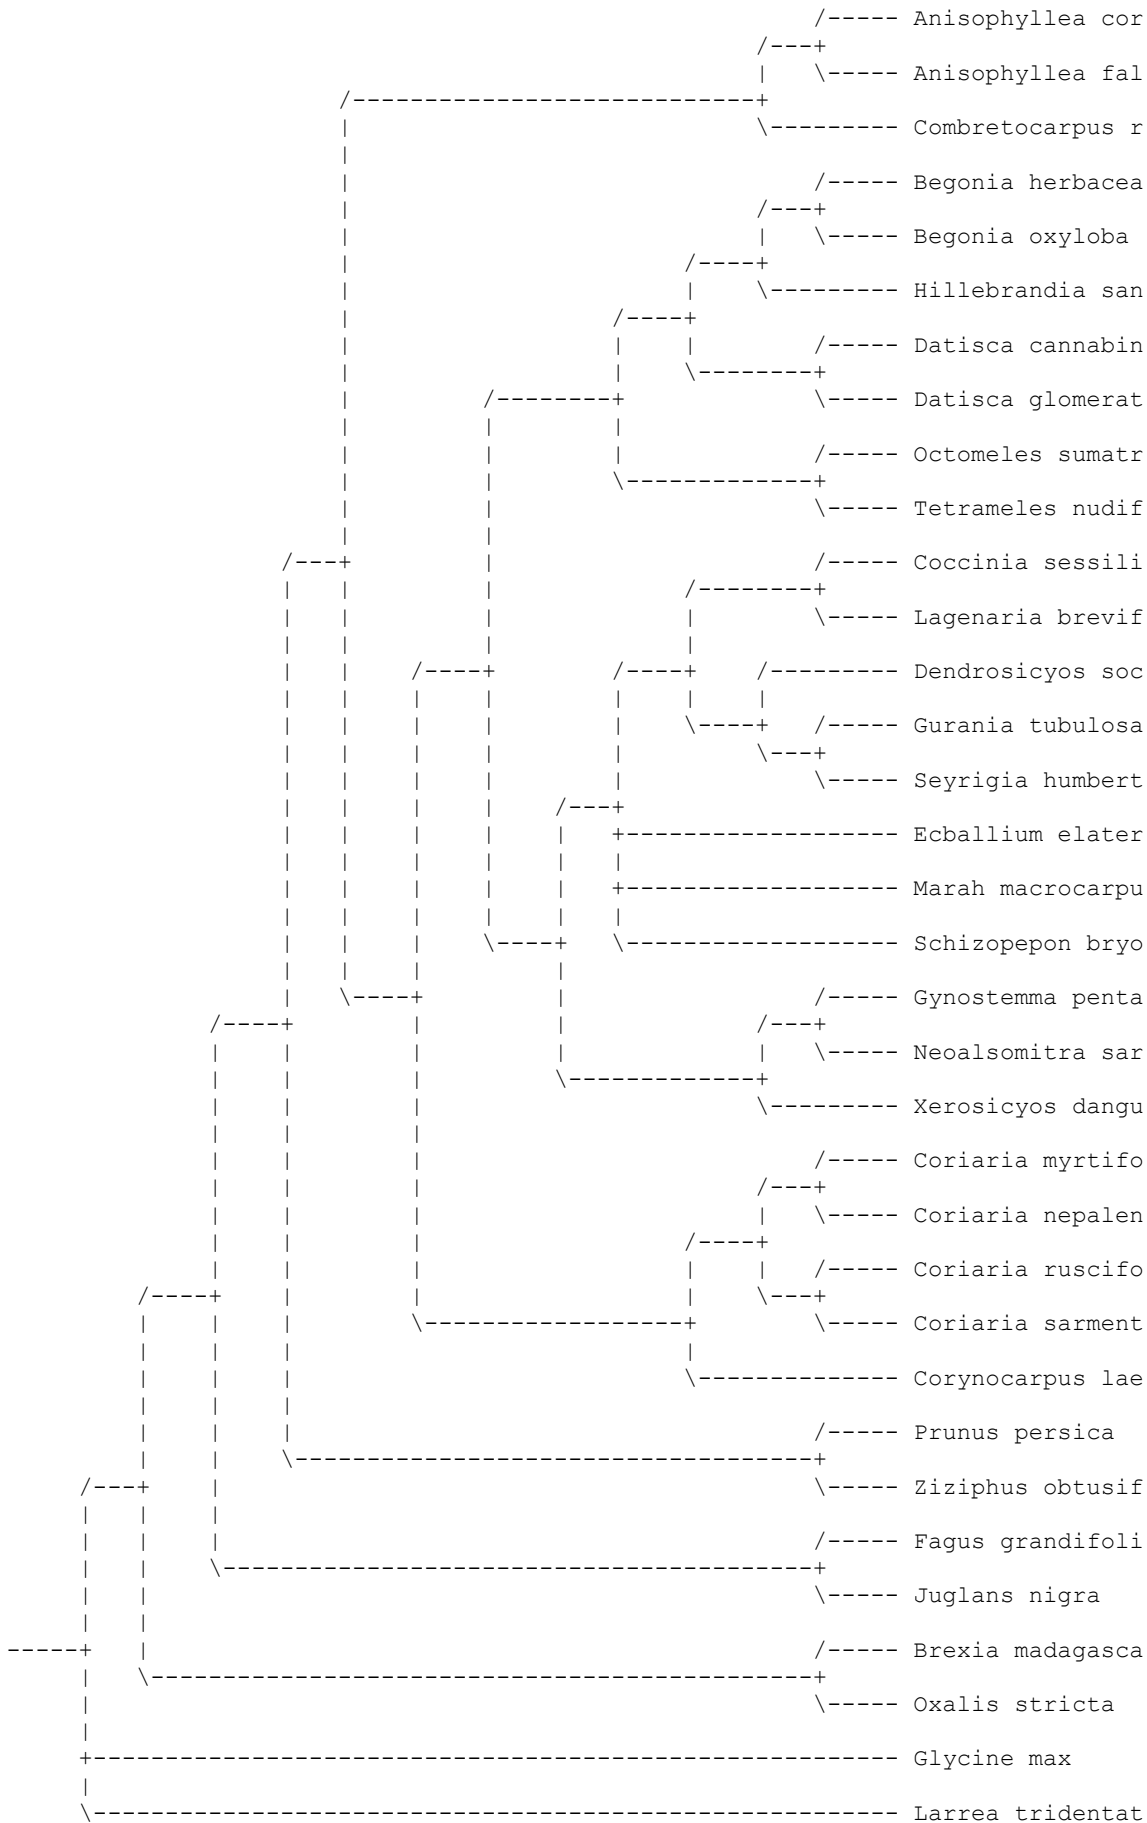 Anisophyllea cor
Anisophyllea fal
Combretocarpus r
Begonia herbacea
Begonia oxyloba
Hillebrandia san
Datisca cannabin
Datisca glomerat
Octomeles sumatr
Tetrameles nudif
Coccinia sessili
Lagenaria brevif
Dendrosicyos soc
Gurania tubulosa
Seyrigia humbert
Ecballium elater
Marah macrocarpu
Schizopepon bryo
Gynostemma penta
Neoalsomitra sar
Xerosicyos dangu
Coriaria myrtifo
Coriaria nepalen
Coriaria ruscifo
Coriaria sarment
Corynocarpus lae
Prunus persica
Ziziphus obtusif
Fagus grandifoli
Juglans nigra
Brexia madagasca
Oxalis stricta
Glycine max
Larrea tridentat